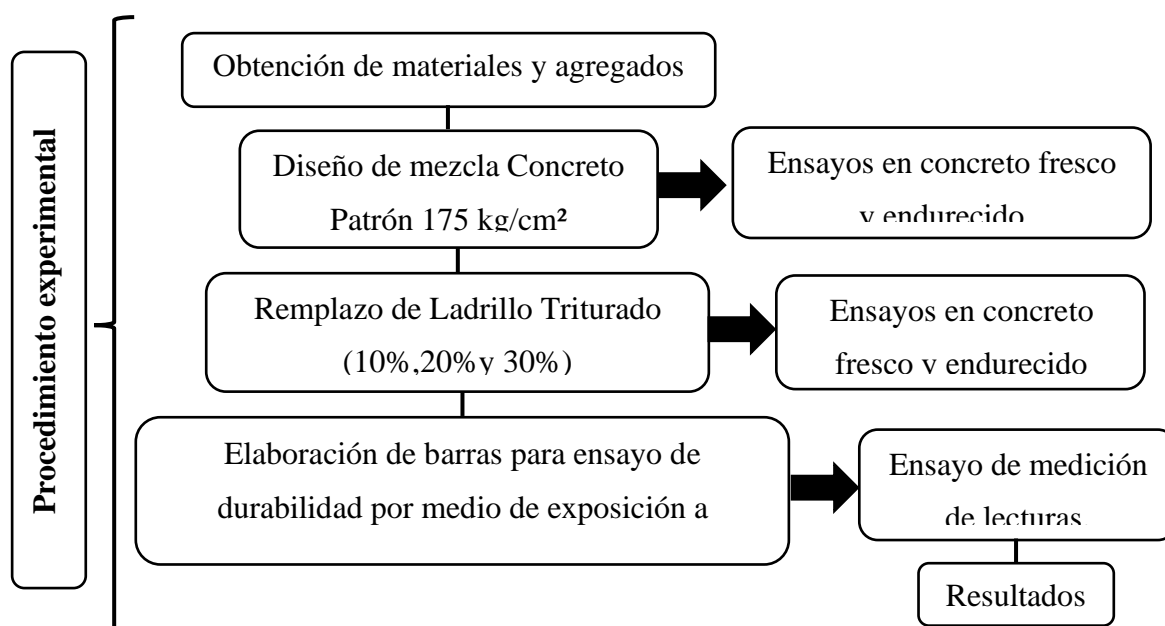 Procedimiento experimental
Obtención de materiales y agregados
Diseño de mezcla Concreto
Patrón 175 kg/cm²
Ensayos en concreto fresco
y endurecido
Remplazo de Ladrillo Triturado
(10%,20%y 30%)
Ensayos en concreto
fresco y endurecido
Elaboración de barras para ensayo de
durabilidad por medio de exposición a
Ensayo de medición
de lecturas
Resultados